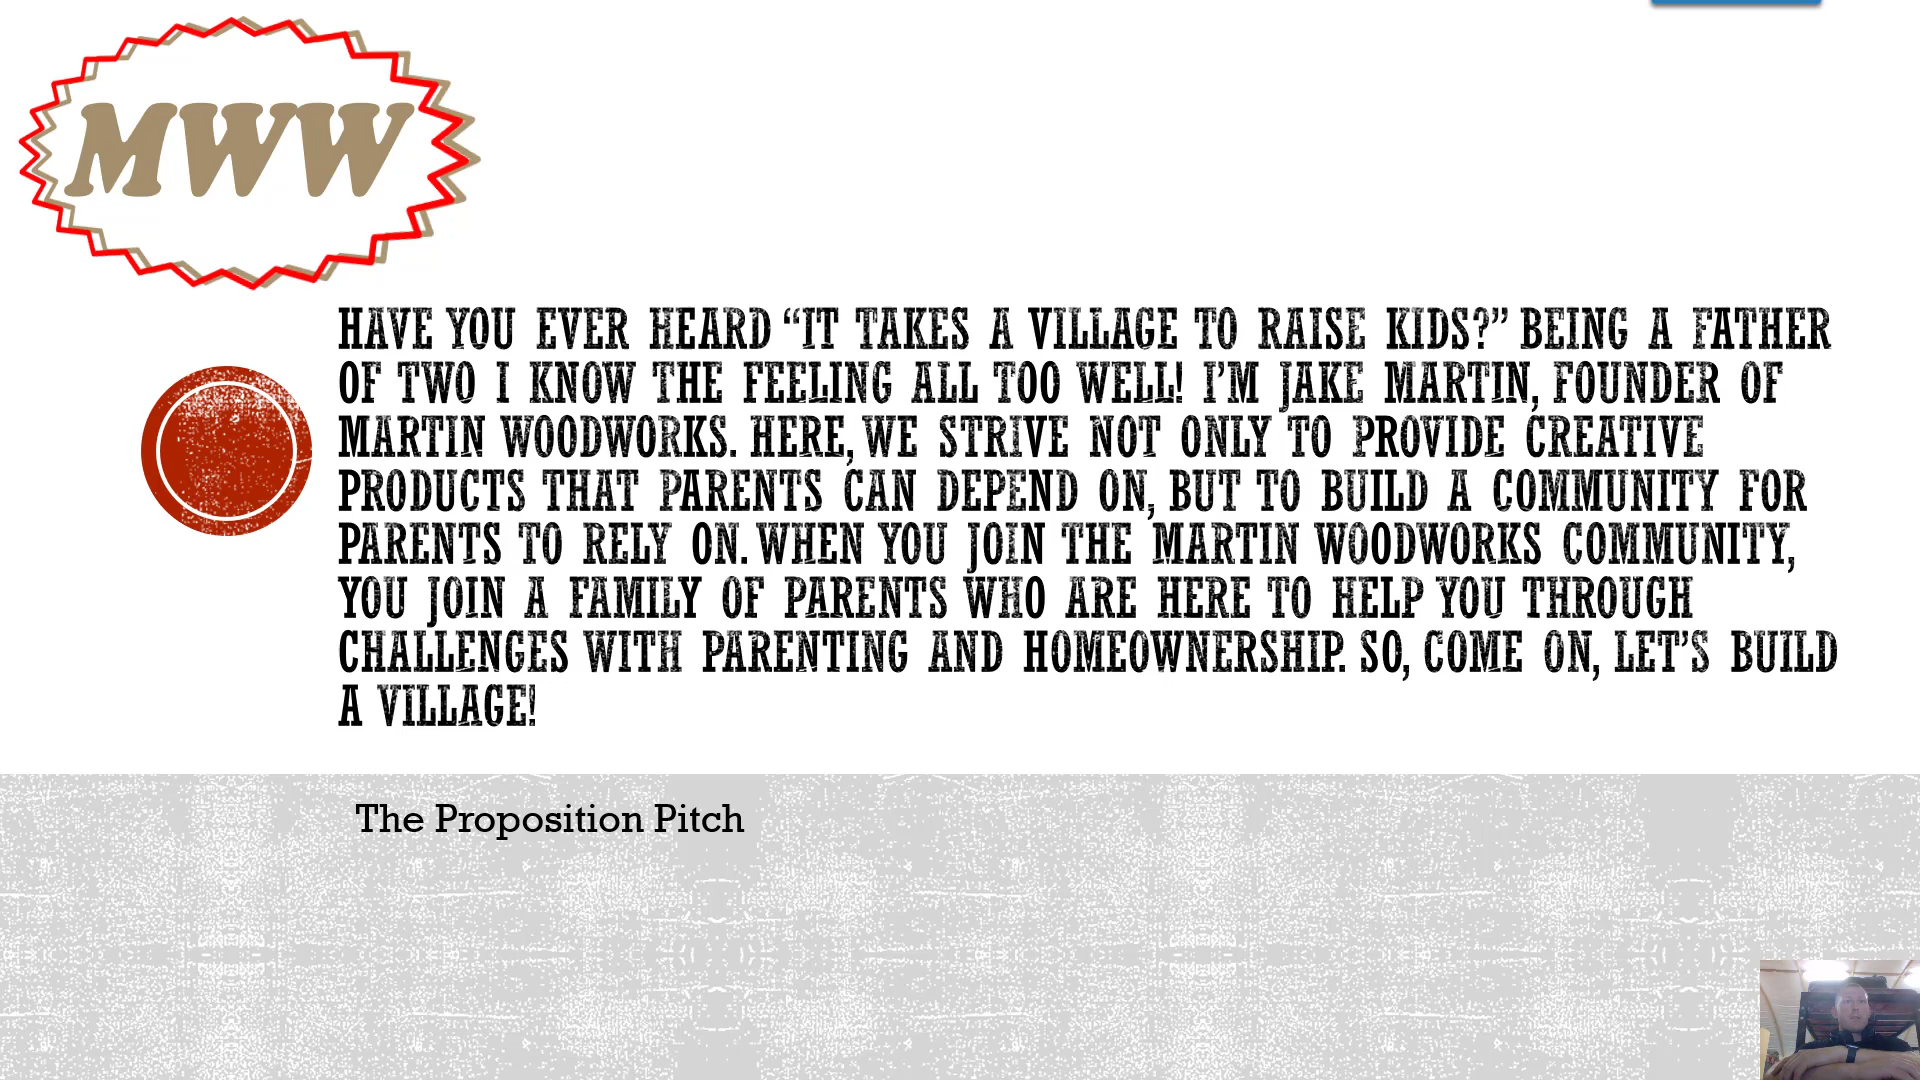 MWW
HAVE YOU EVER HEARD “IT TAKES A VILLAGE TO RAISE KIDS?” BEING A FATHER
OF TWO I KNOW THE FEELING ALL TOO WELL! I’M JAKE MARTIN, FOUNDER OF
MARTIN WOODWORKS. HERE, WE STRIVE NOT ONLY TO PROVIDE CREATIVE
PRODUCTS THAT PARENTS CAN DEPEND ON, BUT TO BUILD A COMMUNITY FOR
PARENTS TO RELY ON. WHEN YOU JOIN THE MARTIN WOODWORKS COMMUNITY,
YOU JOIN A FAMILY OF PARENTS WHO ARE HERE TO HELP YOU THROUGH
CHALLENGES WITH PARENTING AND HOMEOWNERSHIP. SO, COME ON, LET’S BUILD
A VILLAGE!
The Proposition Pitch